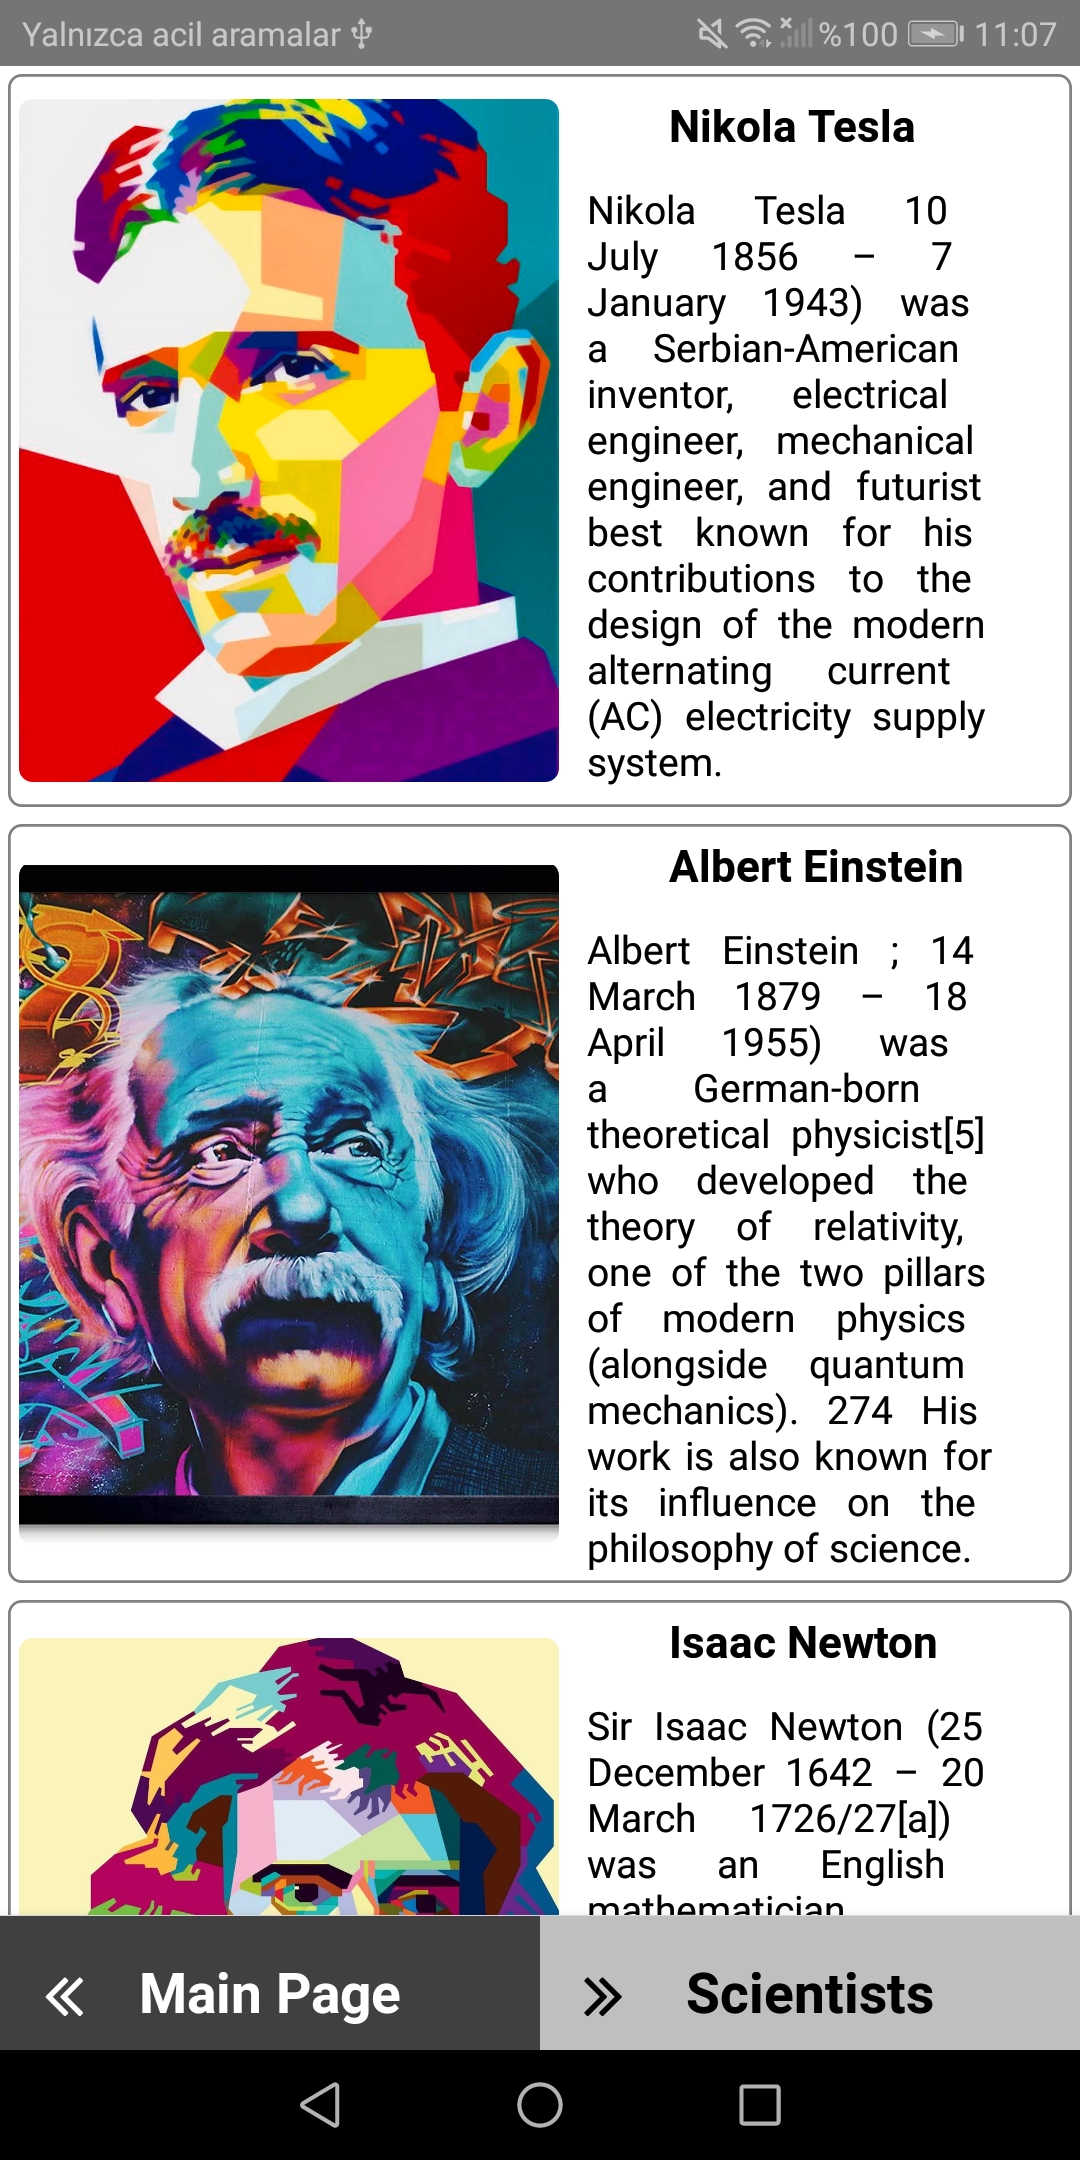 Yalnızca acil aramalar %100 11:07
Nikola Tesla
Nikola Tesla 10
July 1856 – 7
January 1943) was
a Serbian-American
inventor, electrical
engineer, mechanical
engineer, and futurist
best known for his
contributions to the
design of the modern
alternating current
(AC) electricity supply
system.
Albert Einstein
Albert Einstein ; 14
March 1879 – 18
April 1955) was
a German-born
theoretical physicist[5]
who developed the
theory of relativity,
one of the two pillars
of modern physics
(alongside quantum
mechanics). 274 His
work is also known for
its influence on the
philosophy of science.
Isaac Newton
Sir Isaac Newton (25
December 1642 – 20
March 1726/27[a])
was an English
mathematician
Main Page
Scientists